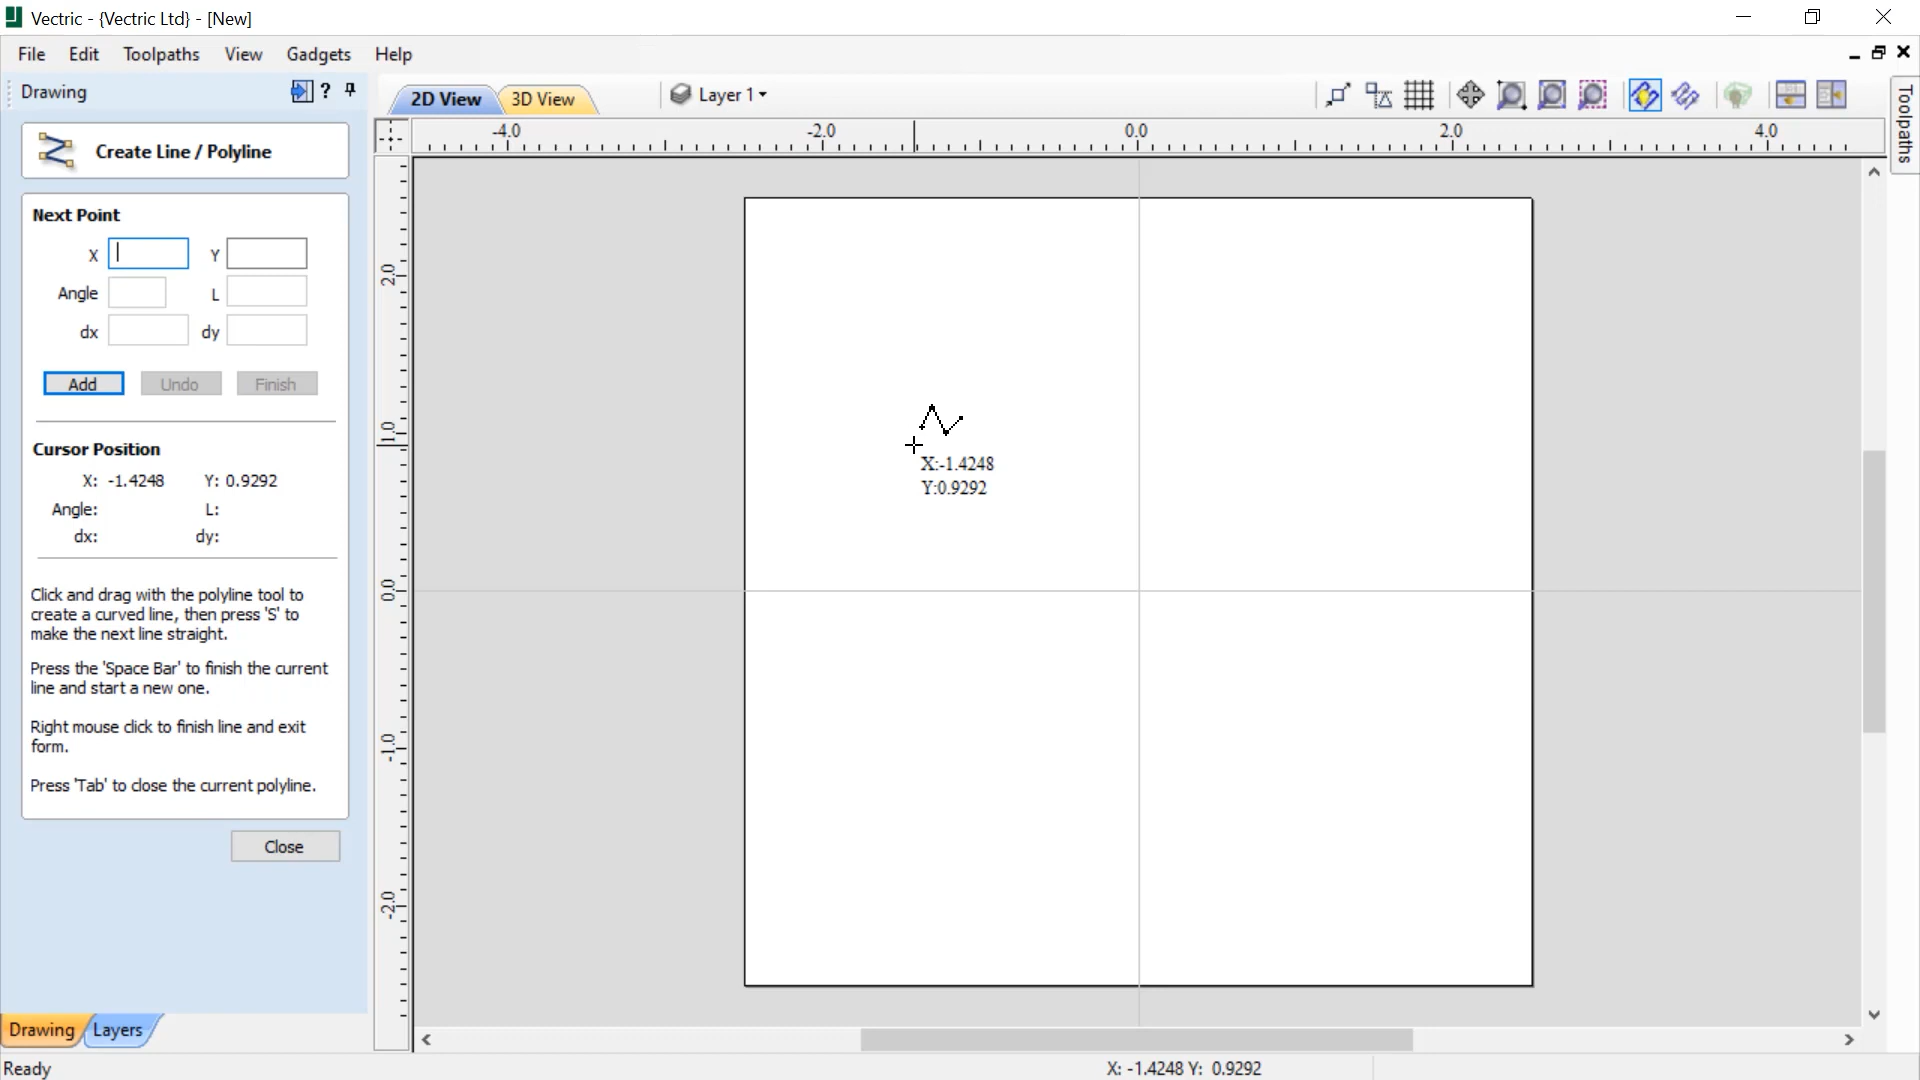 Vectric - {Vectric Ltd} - [New]
File Edit Toolpaths View Gadgets Help
Drawing ?
2D View 3D View Layer 1
Toolpaths
Create Line / Polyline
-4.0 -2.0 0.0 2.0 4.0
Next Point
X Y
Angle L
dx dy
Add Undo Finish
Cursor Position
X: -1.4248 Y: 0.9292
Angle: L:
dx: dy:
Click and drag with the polyline tool to
create a curved line, then press 'S' to
make the next line straight.
Press the 'Space Bar' to finish the current
line and start a new one.
Right mouse click to finish line and exit
form.
Press 'Tab' to close the current polyline.
Close
2.0
1.0
0.0
-1.0
-2.0
X:-1.4248
Y:0.9292
Drawing Layers
Ready X: -1.4248 Y: 0.9292